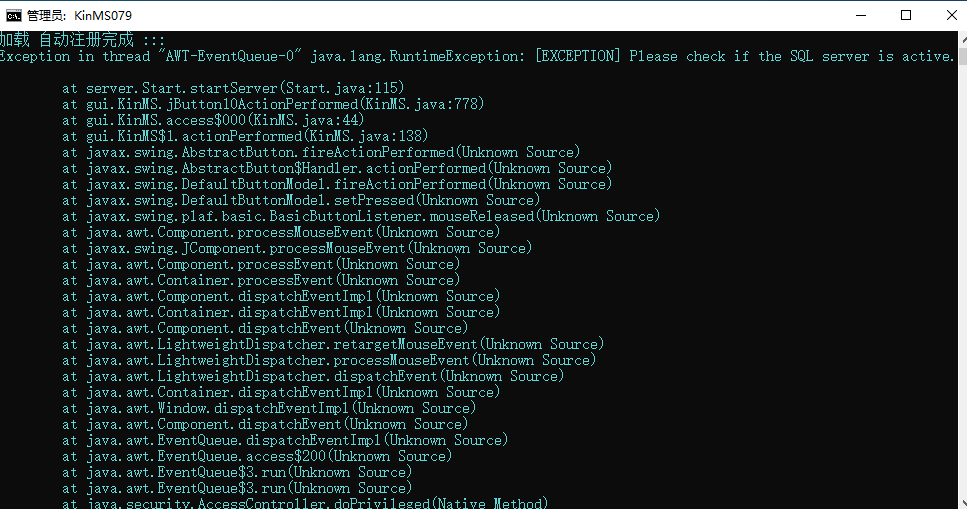 管理员: KinMS079
加载 自动注册完成 :::
Exception in thread "AWT-EventQueue-0" java.lang.RuntimeException: [EXCEPTION] Please check if the SQL server is active.
at server.Start.startServer(Start.java:115)
at gui.KinMS.jButton10ActionPerformed(KinMS.java:778)
at gui.KinMS.access$000(KinMS.java:44)
at gui.KinMS$1.actionPerformed(KinMS.java:138)
at javax.swing.AbstractButton.fireActionPerformed(Unknown Source)
at javax.swing.AbstractButton$Handler.actionPerformed(Unknown Source)
at javax.swing.DefaultButtonModel.fireActionPerformed(Unknown Source)
at javax.swing.DefaultButtonModel.setPressed(Unknown Source)
at javax.swing.plaf.basic.BasicButtonListener.mouseReleased(Unknown Source)
at java.awt.Component.processMouseEvent(Unknown Source)
at javax.swing.JComponent.processMouseEvent(Unknown Source)
at java.awt.Component.processEvent(Unknown Source)
at java.awt.Container.processEvent(Unknown Source)
at java.awt.Component.dispatchEventImpl(Unknown Source)
at java.awt.Container.dispatchEventImpl(Unknown Source)
at java.awt.Component.dispatchEvent(Unknown Source)
at java.awt.LightweightDispatcher.retargetMouseEvent(Unknown Source)
at java.awt.LightweightDispatcher.processMouseEvent(Unknown Source)
at java.awt.LightweightDispatcher.dispatchEvent(Unknown Source)
at java.awt.Container.dispatchEventImpl(Unknown Source)
at java.awt.Window.dispatchEventImpl(Unknown Source)
at java.awt.Component.dispatchEvent(Unknown Source)
at java.awt.EventQueue.dispatchEventImpl(Unknown Source)
at java.awt.EventQueue.access$200(Unknown Source)
at java.awt.EventQueue$3.run(Unknown Source)
at java.awt.EventQueue$3.run(Unknown Source)
at java.security.AccessController.doPrivileged(Native Method)